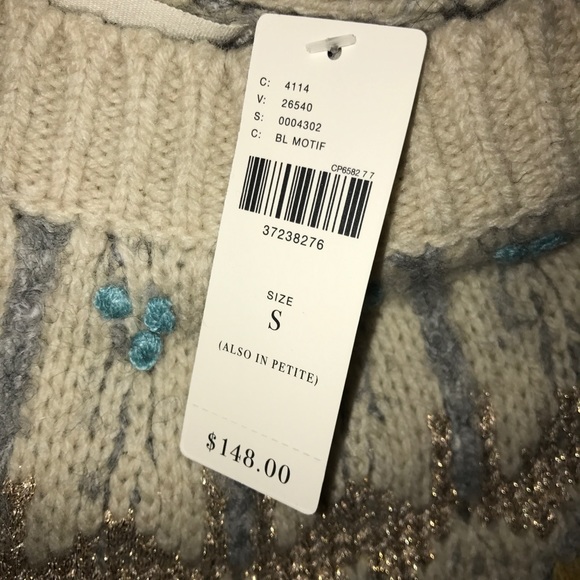 C: 4114
V: 26540
S: 0004302
C: BL MOTIF
CP6582 7 7
37238276
SIZE
S
(ALSO IN PETITE)
$148.00